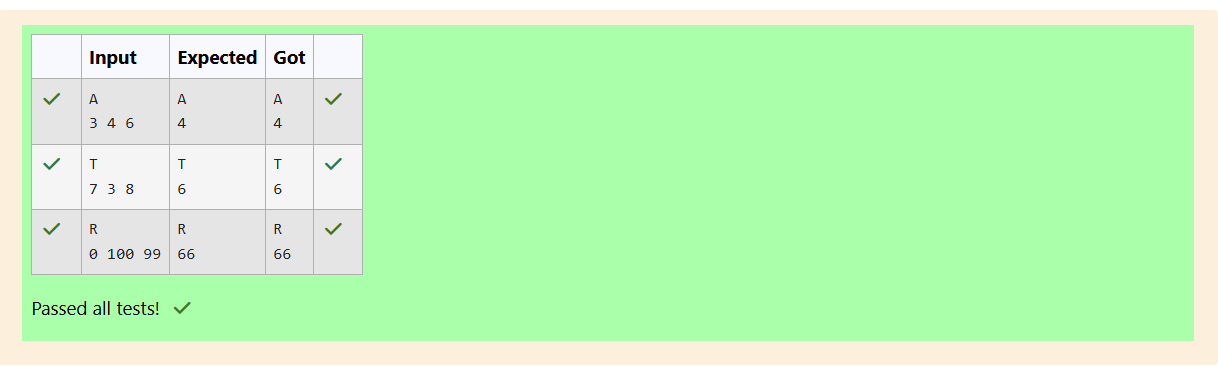 Input Expected Got
A A A
3 4 6 4 4
T T T
7 3 8 6 6
R R R
0 100 99 66 66
Passed all tests!